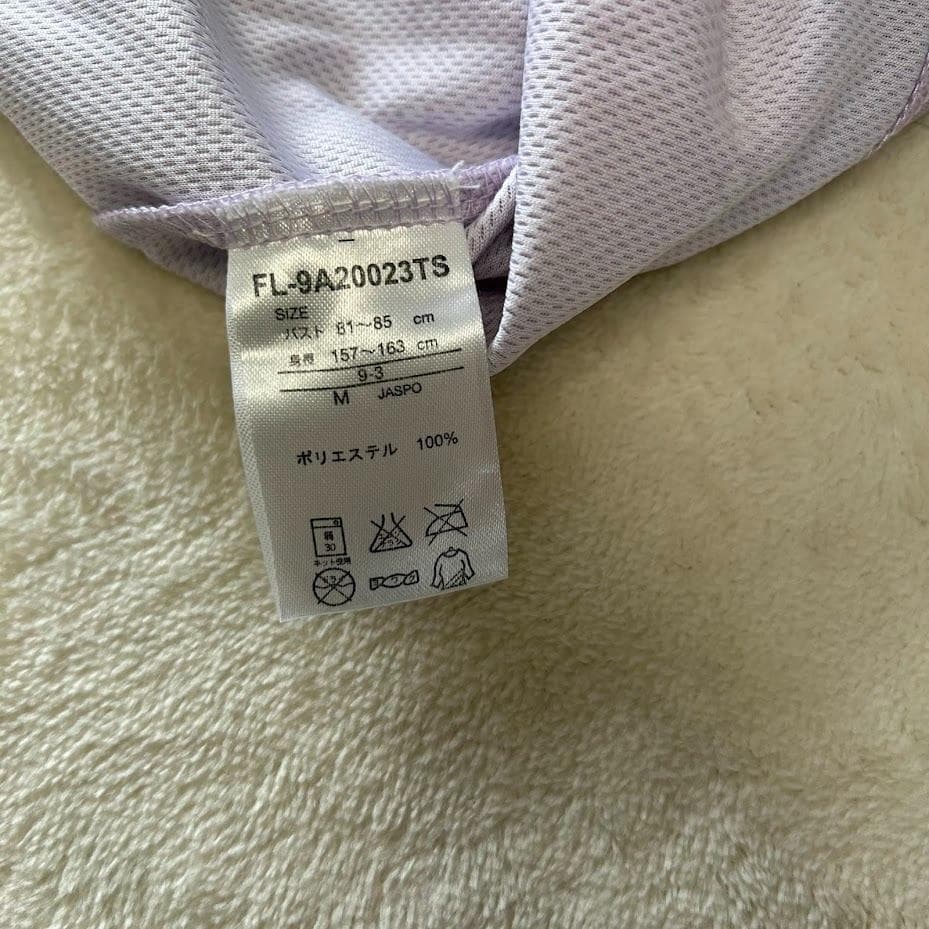 FL-9A20023TS
SIZE
バスト 81〜85 cm
身長 157〜163 cm
9-3
M JASPO
ポリエステル 100%
弱
30
ネット使用